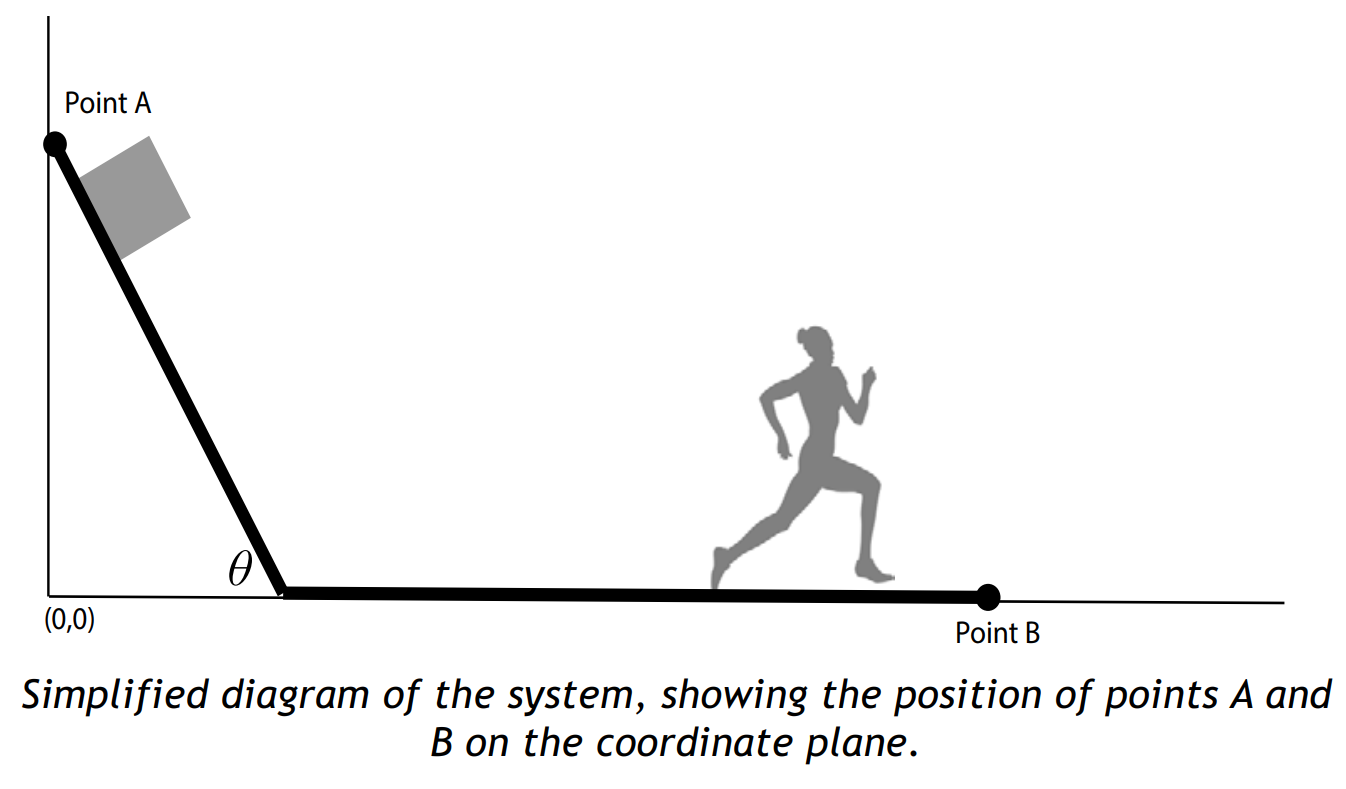 Point A
θ
(0,0)
Point B
Simplified diagram of the system, showing the position of points A and
B on the coordinate plane.